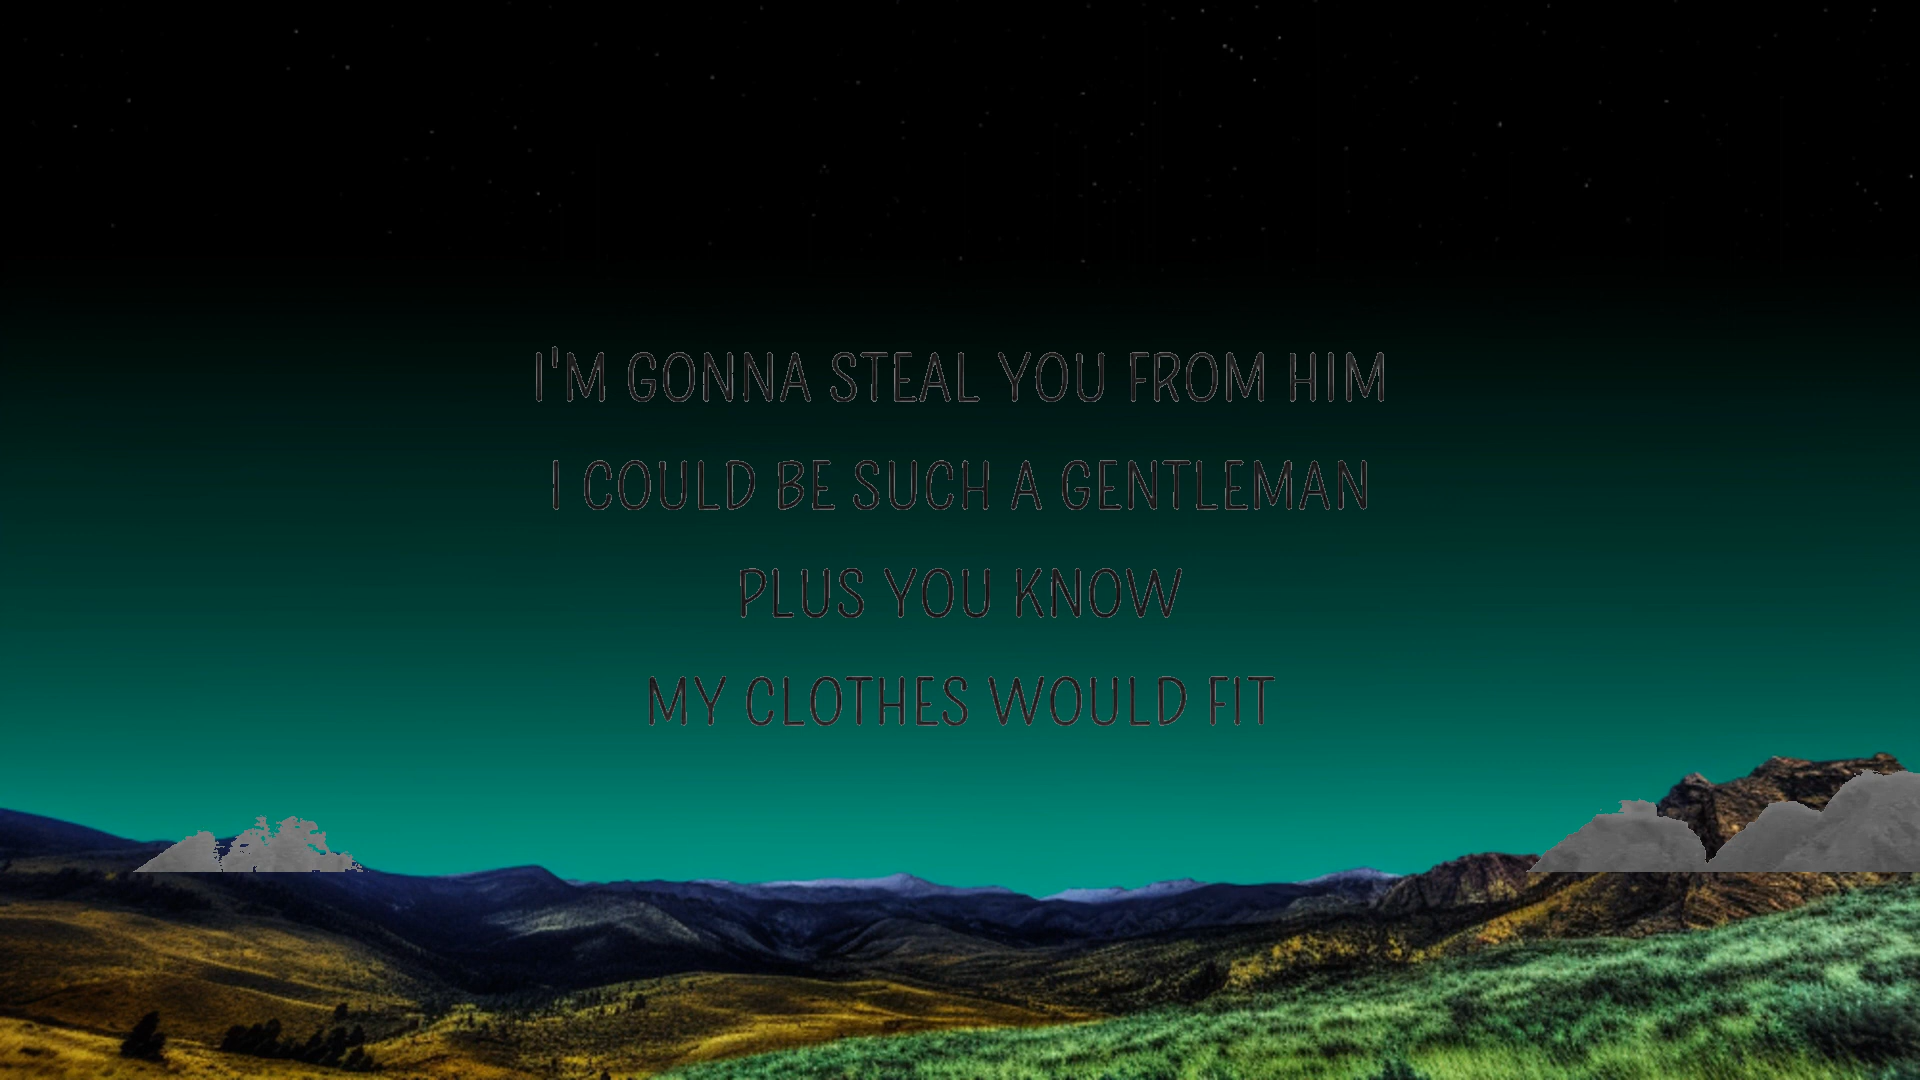 I'M GONNA STEAL YOU FROM HIM
I COULD BE SUCH A GENTLEMAN
PLUS YOU KNOW
MY CLOTHES WOULD FIT